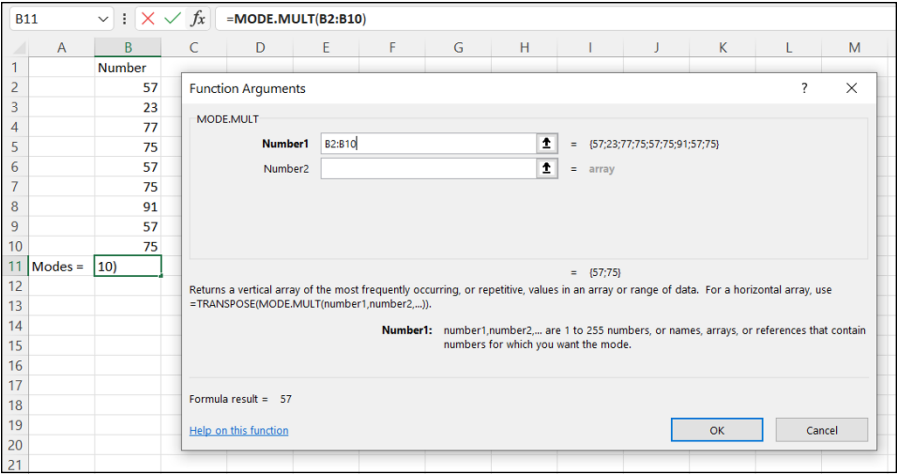 B11 fx =MODE.MULT(B2:B10)
A B C D E F G H I J K L M
1 Number
2 57
3 23
4 77
5 75
6 57
7 75
8 91
9 57
10 75
11 Modes = 10)
12
13
14
15
16
17
18
19
20
21
Function Arguments ? ×
MODE.MULT
Number1 B2:B10 = {57;23;77;75;57;75;91;57;75}
Number2 = array
= {57;75}
Returns a vertical array of the most frequently occurring, or repetitive, values in an array or range of data. For a horizontal array, use
=TRANSPOSE(MODE.MULT(number1,number2,...)).
Number1: number1,number2,... are 1 to 255 numbers, or names, arrays, or references that contain
numbers for which you want the mode.
Formula result = 57
Help on this function
OK Cancel